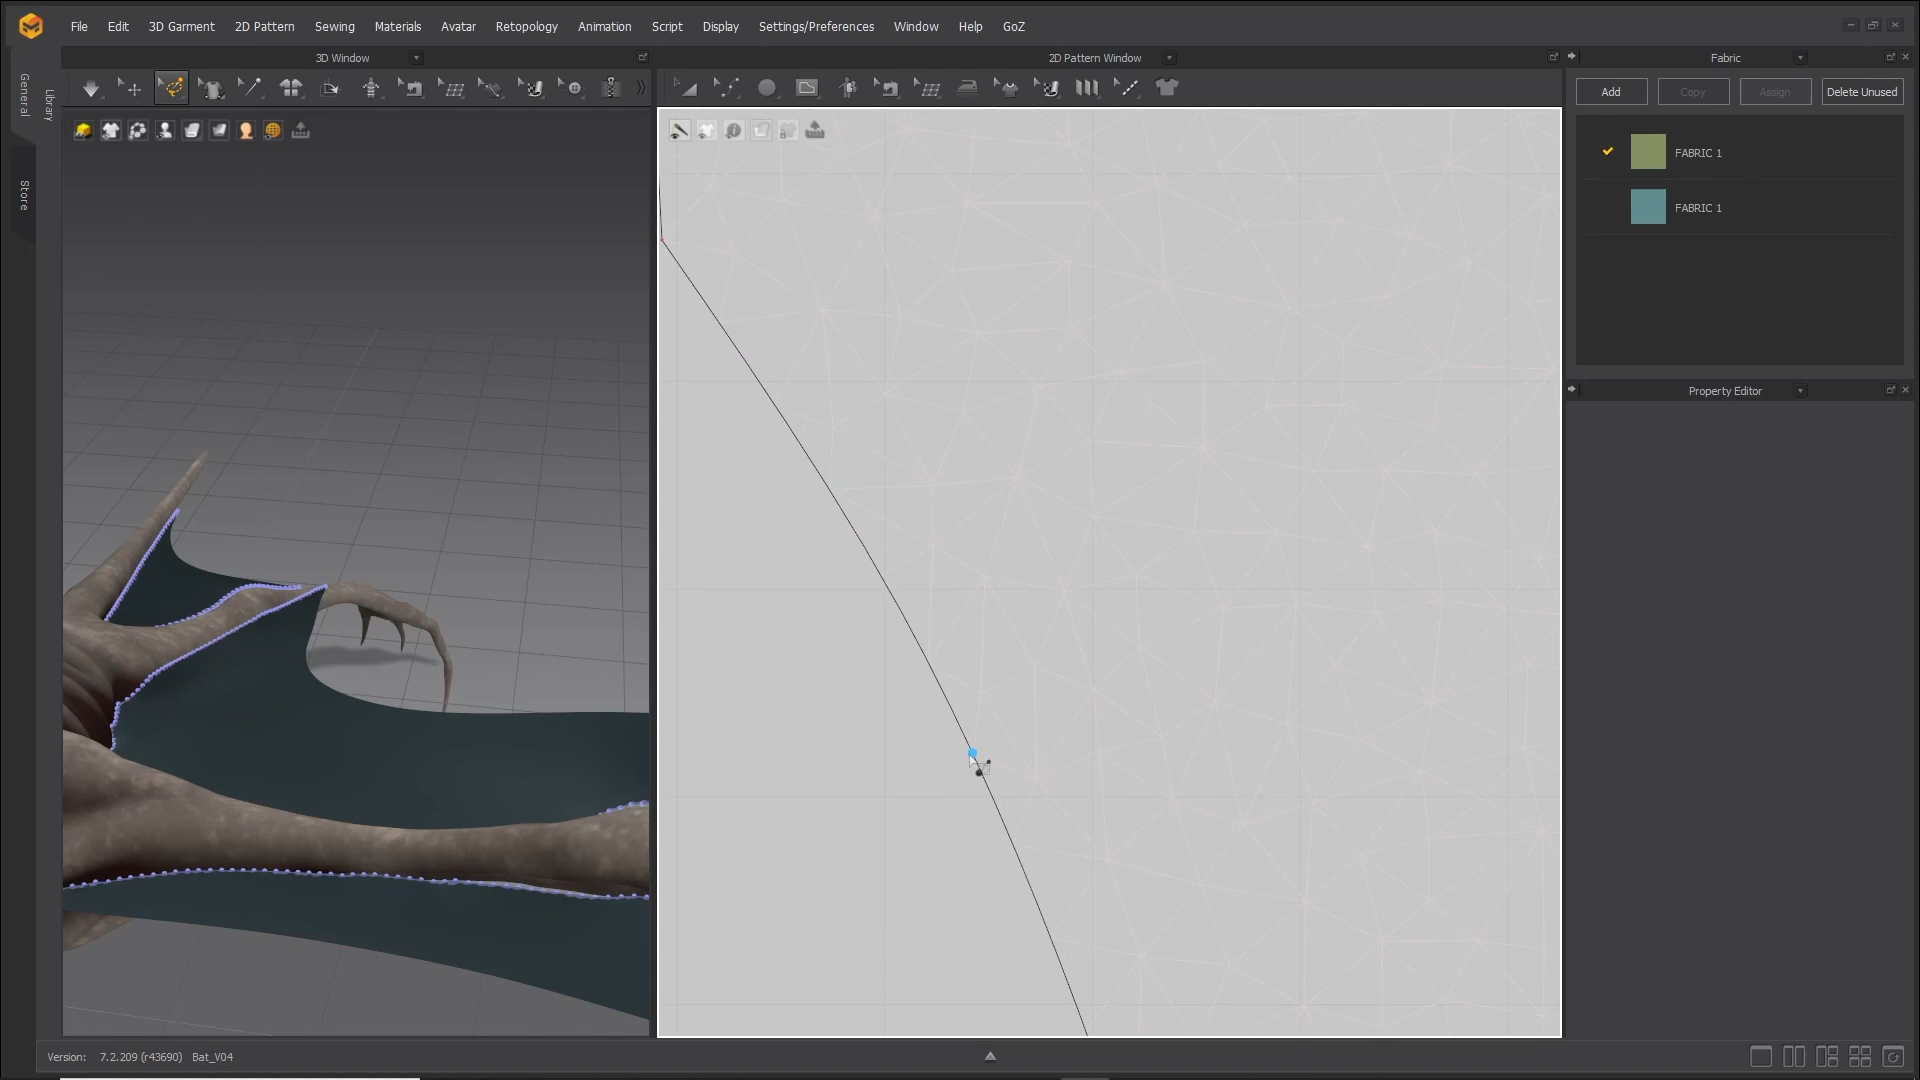 File Edit 3D Garment 2D Pattern Sewing Materials Avatar Retopology Animation Script Display Settings/Preferences Window Help GoZ
3D Window
2D Pattern Window
Fabric
General
Library
Store
Add Copy Assign Delete Unused
FABRIC 1
FABRIC 1
Property Editor
Version: 7.2.209 (r43690) Bat_V04